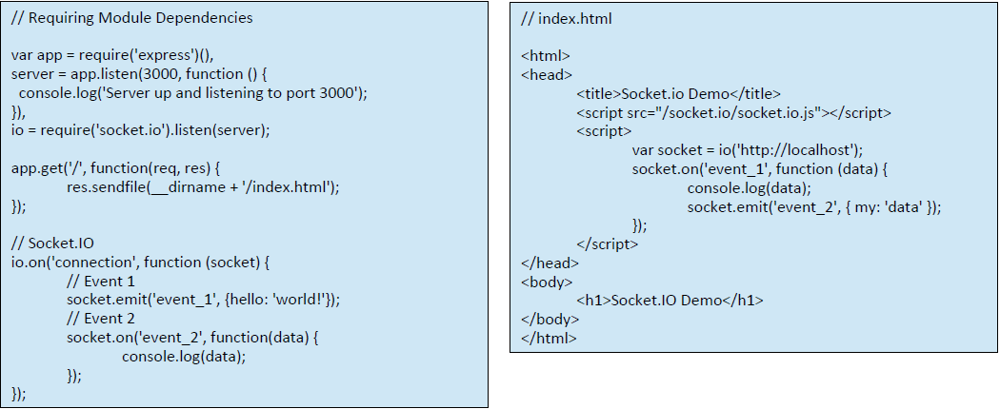 // Requiring Module Dependencies

var app = require('express')(),
server = app.listen(3000, function () {
  console.log('Server up and listening to port 3000');
}),
io = require('socket.io').listen(server);

app.get('/', function(req, res) {
        res.sendfile(__dirname + '/index.html');
});

// Socket.IO
io.on('connection', function (socket) {
        // Event 1
        socket.emit('event_1', {hello: 'world!'});
        // Event 2
        socket.on('event_2', function(data) {
                console.log(data);
        });
});

// index.html

<html>
<head>
        <title>Socket.io Demo</title>
        <script src="/socket.io/socket.io.js"></script>
        <script>
                var socket = io('http://localhost');
                socket.on('event_1', function (data) {
                        console.log(data);
                        socket.emit('event_2', { my: 'data' });
                });
        </script>
</head>
<body>
        <h1>Socket.IO Demo</h1>
</body>
</html>